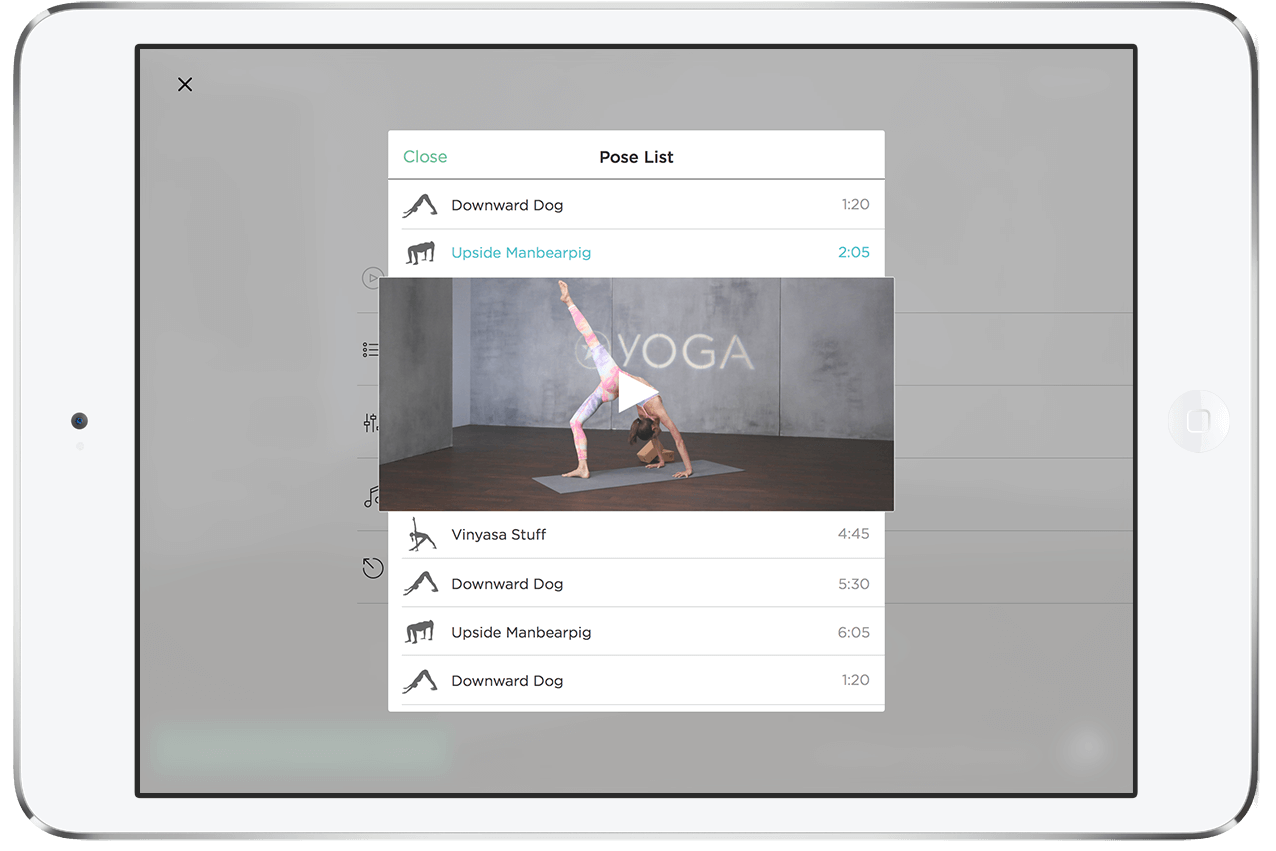 Close Pose List
Downward Dog 1:20
Upside Manbearpig 2:05
YOGA
Vinyasa Stuff 4:45
Downward Dog 5:30
Upside Manbearpig 6:05
Downward Dog 1:20